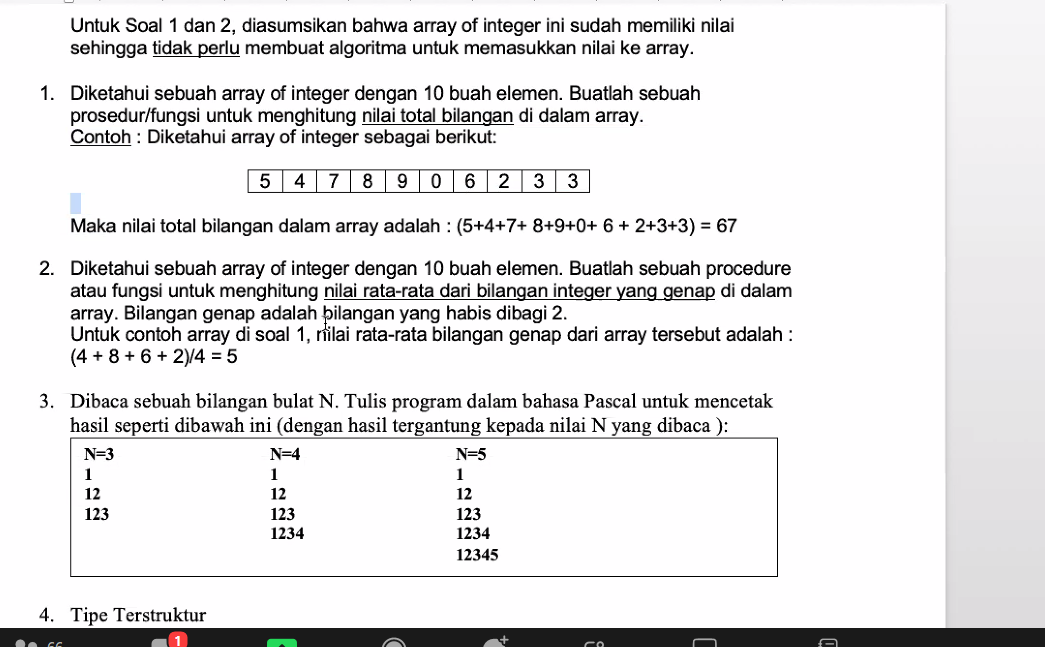 Untuk Soal 1 dan 2, diasumsikan bahwa array of integer ini sudah memiliki nilai
sehingga tidak perlu membuat algoritma untuk memasukkan nilai ke array.
1. Diketahui sebuah array of integer dengan 10 buah elemen. Buatlah sebuah
prosedur/fungsi untuk menghitung nilai total bilangan di dalam array.
Contoh : Diketahui array of integer sebagai berikut:
5 4 7 8 9 0 6 2 3 3
Maka nilai total bilangan dalam array adalah : (5+4+7+ 8+9+0+ 6 + 2+3+3) = 67
2. Diketahui sebuah array of integer dengan 10 buah elemen. Buatlah sebuah procedure
atau fungsi untuk menghitung nilai rata-rata dari bilangan integer yang genap di dalam
array. Bilangan genap adalah bilangan yang habis dibagi 2.
Untuk contoh array di soal 1, nilai rata-rata bilangan genap dari array tersebut adalah :
(4 + 8 + 6 + 2)/4 = 5
3. Dibaca sebuah bilangan bulat N. Tulis program dalam bahasa Pascal untuk mencetak
hasil seperti dibawah ini (dengan hasil tergantung kepada nilai N yang dibaca ):
N=3 N=4 N=5
1 1 1
12 12 12
123 123 123
1234 1234
12345
4. Tipe Terstruktur
1